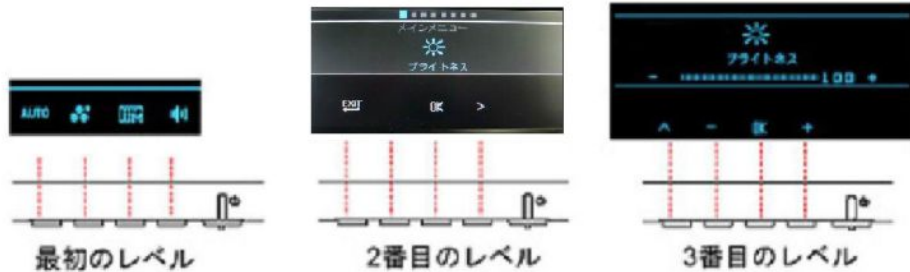 AUTO
最初のレベル
メインメニュー
ブライトネス
EXIT
OK
>
2番目のレベル
ブライトネス
- 100 +
^ - OK +
3番目のレベル